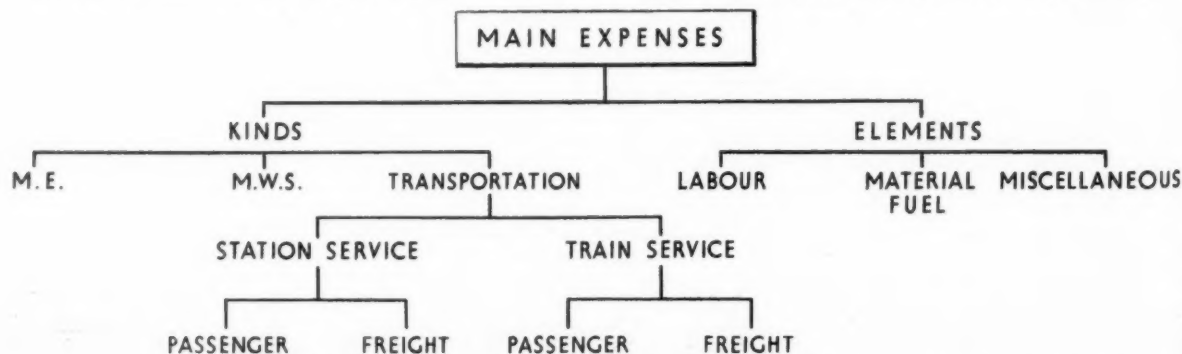 MAIN EXPENSES
KINDS ELEMENTS
M.E. M.W.S. TRANSPORTATION LABOUR MATERIAL MISCELLANEOUS
FUEL
STATION SERVICE TRAIN SERVICE
PASSENGER FREIGHT PASSENGER FREIGHT